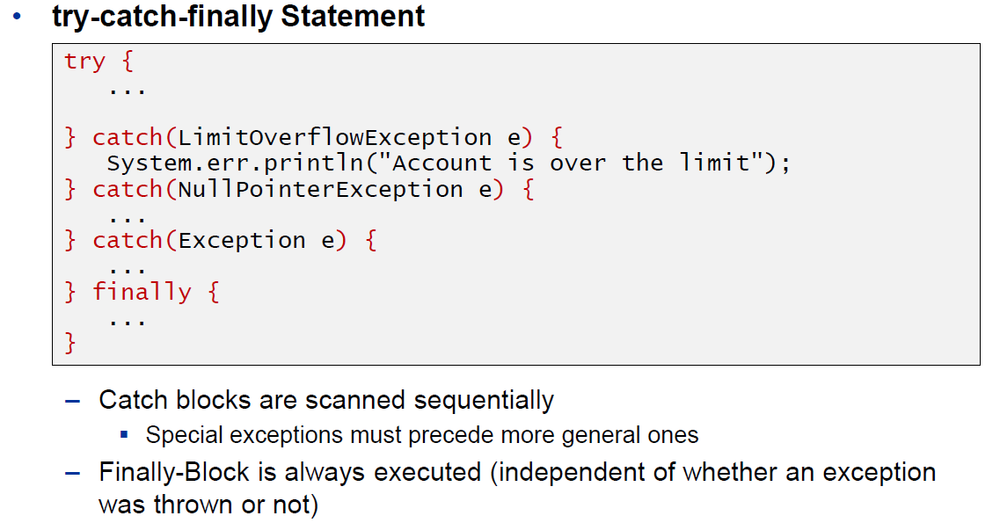 • try-catch-finally Statement
try {
...
} catch(LimitOverflowException e) {
System.err.println("Account is over the limit");
} catch(NullPointerException e) {
...
} catch(Exception e) {
...
} finally {
...
}
– Catch blocks are scanned sequentially
▪ Special exceptions must precede more general ones
– Finally-Block is always executed (independent of whether an exception
was thrown or not)